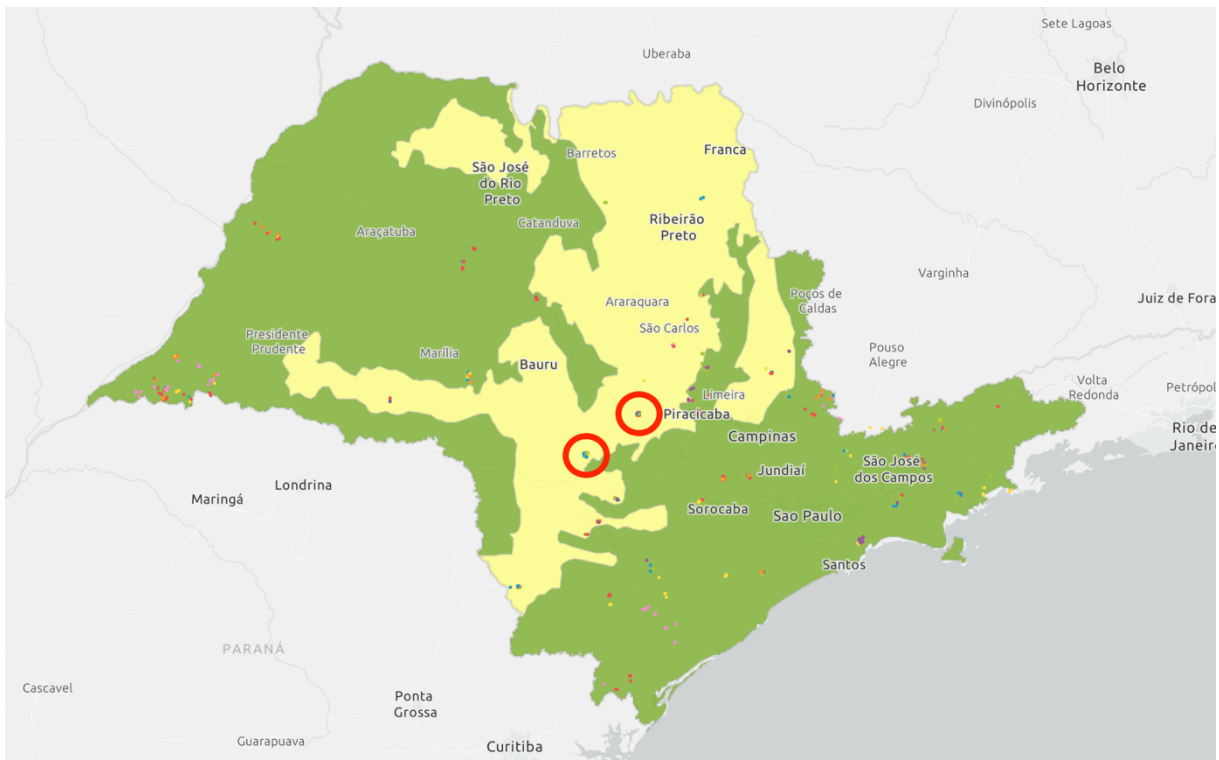 Sete Lagoas
Uberaba
Belo
Horizonte
Divinópolis
Barretos
Franca
São José
do Rio
Preto
Catanduva
Ribeirão
Preto
Araçatuba
Varginha
Poços de
Caldas
Araraquara
Juiz de Fora
São Carlos
Presidente
Prudente
Marília
Bauru
Pouso
Alegre
Volta
Redonda
Petrópol
Limeira
Piracicaba
Rio de
Janeiro
Campinas
São José
dos Campos
Jundiaí
Londrina
Maringá
Sorocaba
Sao Paulo
Santos
PARANÁ
Cascavel
Ponta
Grossa
Guarapuava
Curitiba